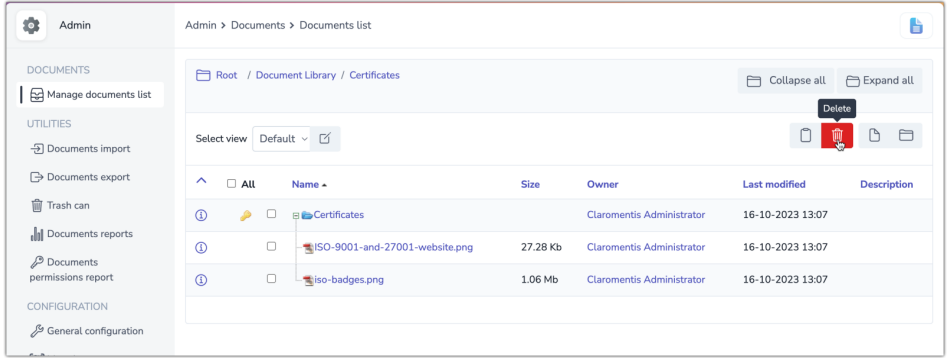 Admin
Admin > Documents > Documents list
DOCUMENTS
Manage documents list
UTILITIES
Documents import
Documents export
Trash can
Documents reports
Documents
permissions report
CONFIGURATION
General configuration
Root / Document Library / Certificates
Collapse all
Expand all
Delete
Select view Default
All Name Size Owner Last modified Description
Certificates Claromentis Administrator 16-10-2023 13:07
ISO-9001-and-27001-website.png 27.28 Kb Claromentis Administrator 16-10-2023 13:07
iso-badges.png 1.06 Mb Claromentis Administrator 16-10-2023 13:07